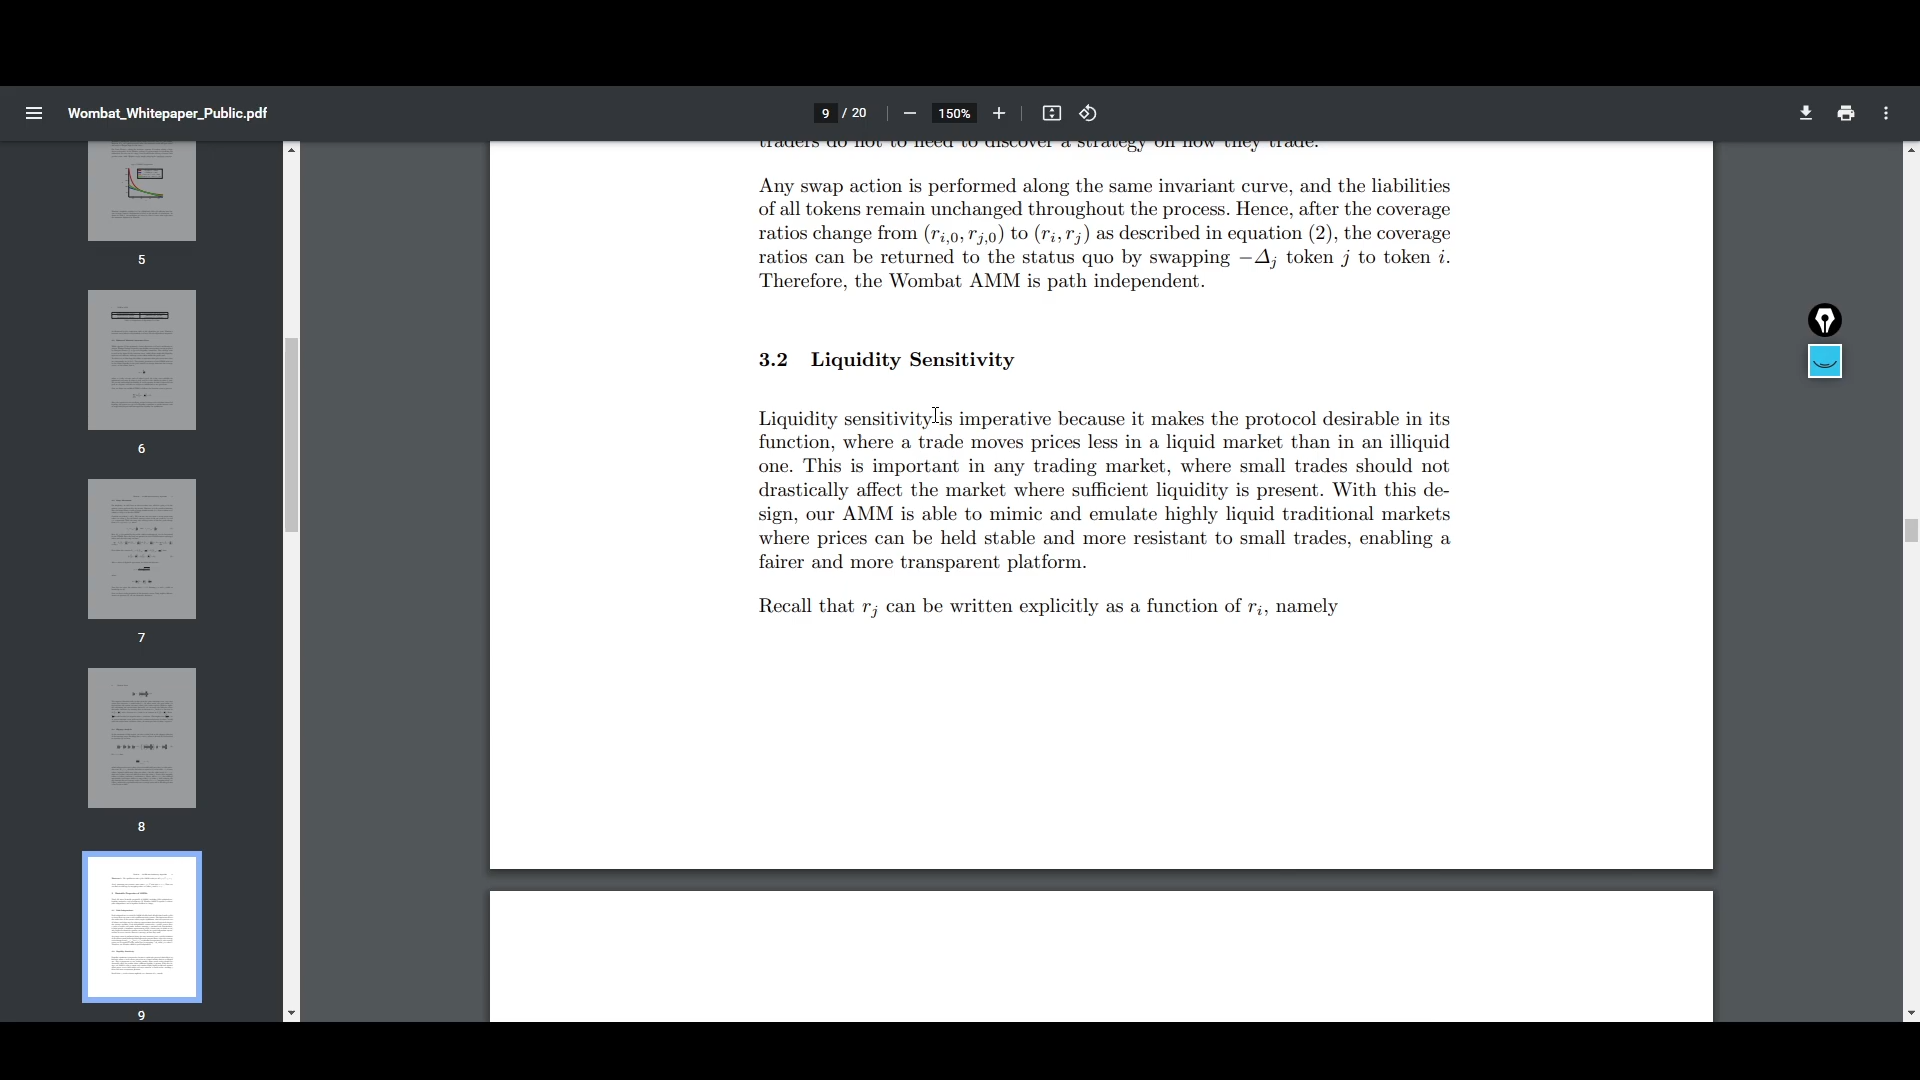 Wombat_Whitepaper_Public.pdf
9 / 20
150%
5
6
7
8
9
traders do not to need to discover a strategy on how they trade.
Any swap action is performed along the same invariant curve, and the liabilities
of all tokens remain unchanged throughout the process. Hence, after the coverage
ratios change from (r_{i,0}, r_{j,0}) to (r_i, r_j) as described in equation (2), the coverage
ratios can be returned to the status quo by swapping −Δ_j token j to token i.
Therefore, the Wombat AMM is path independent.
3.2 Liquidity Sensitivity
Liquidity sensitivity is imperative because it makes the protocol desirable in its
function, where a trade moves prices less in a liquid market than in an illiquid
one. This is important in any trading market, where small trades should not
drastically affect the market where sufficient liquidity is present. With this de-
sign, our AMM is able to mimic and emulate highly liquid traditional markets
where prices can be held stable and more resistant to small trades, enabling a
fairer and more transparent platform.
Recall that r_j can be written explicitly as a function of r_i, namely